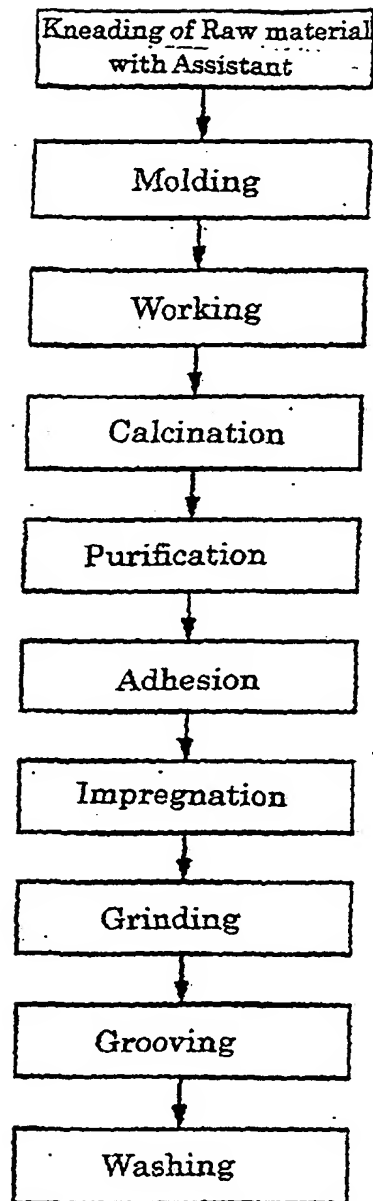 Kneading of Raw material
with Assistant
Molding
Working
Calcination
Purification
Adhesion
Impregnation
Grinding
Grooving
Washing